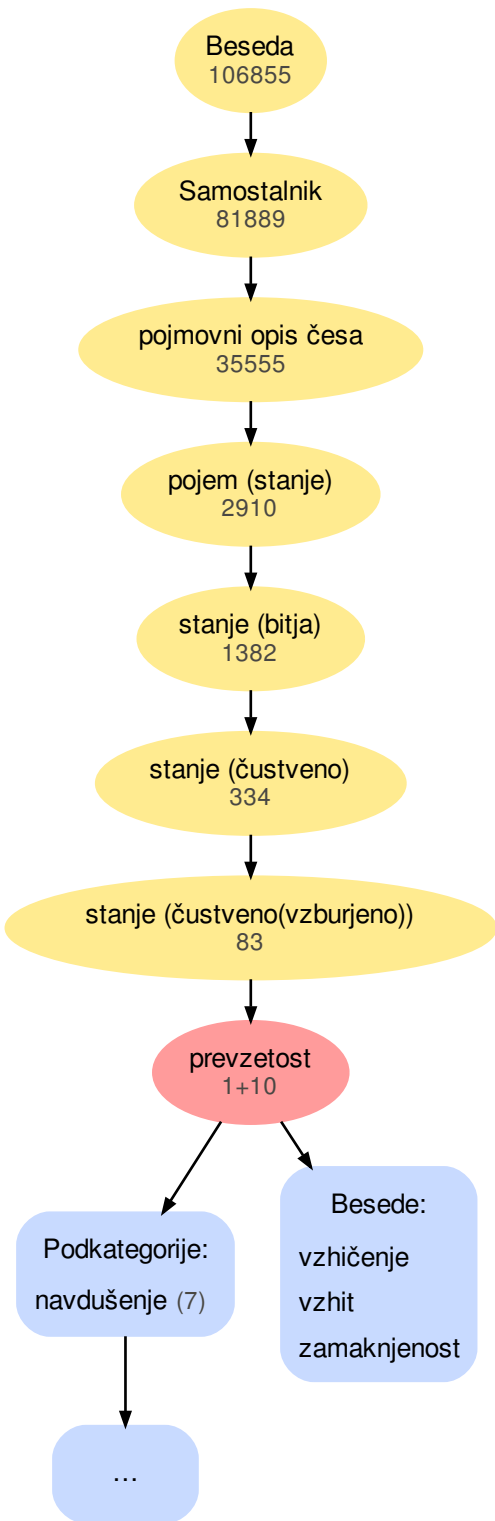 Beseda
106855
Samostalnik
81889
pojmovni opis česa
35555
pojem (stanje)
2910
stanje (bitja)
1382
stanje (čustveno)
334
stanje (čustveno(vzburjeno))
83
prevzetost
1+10
Podkategorije:
navdušenje (7)
Besede:
vzhičenje
vzhit
zamaknjenost
...